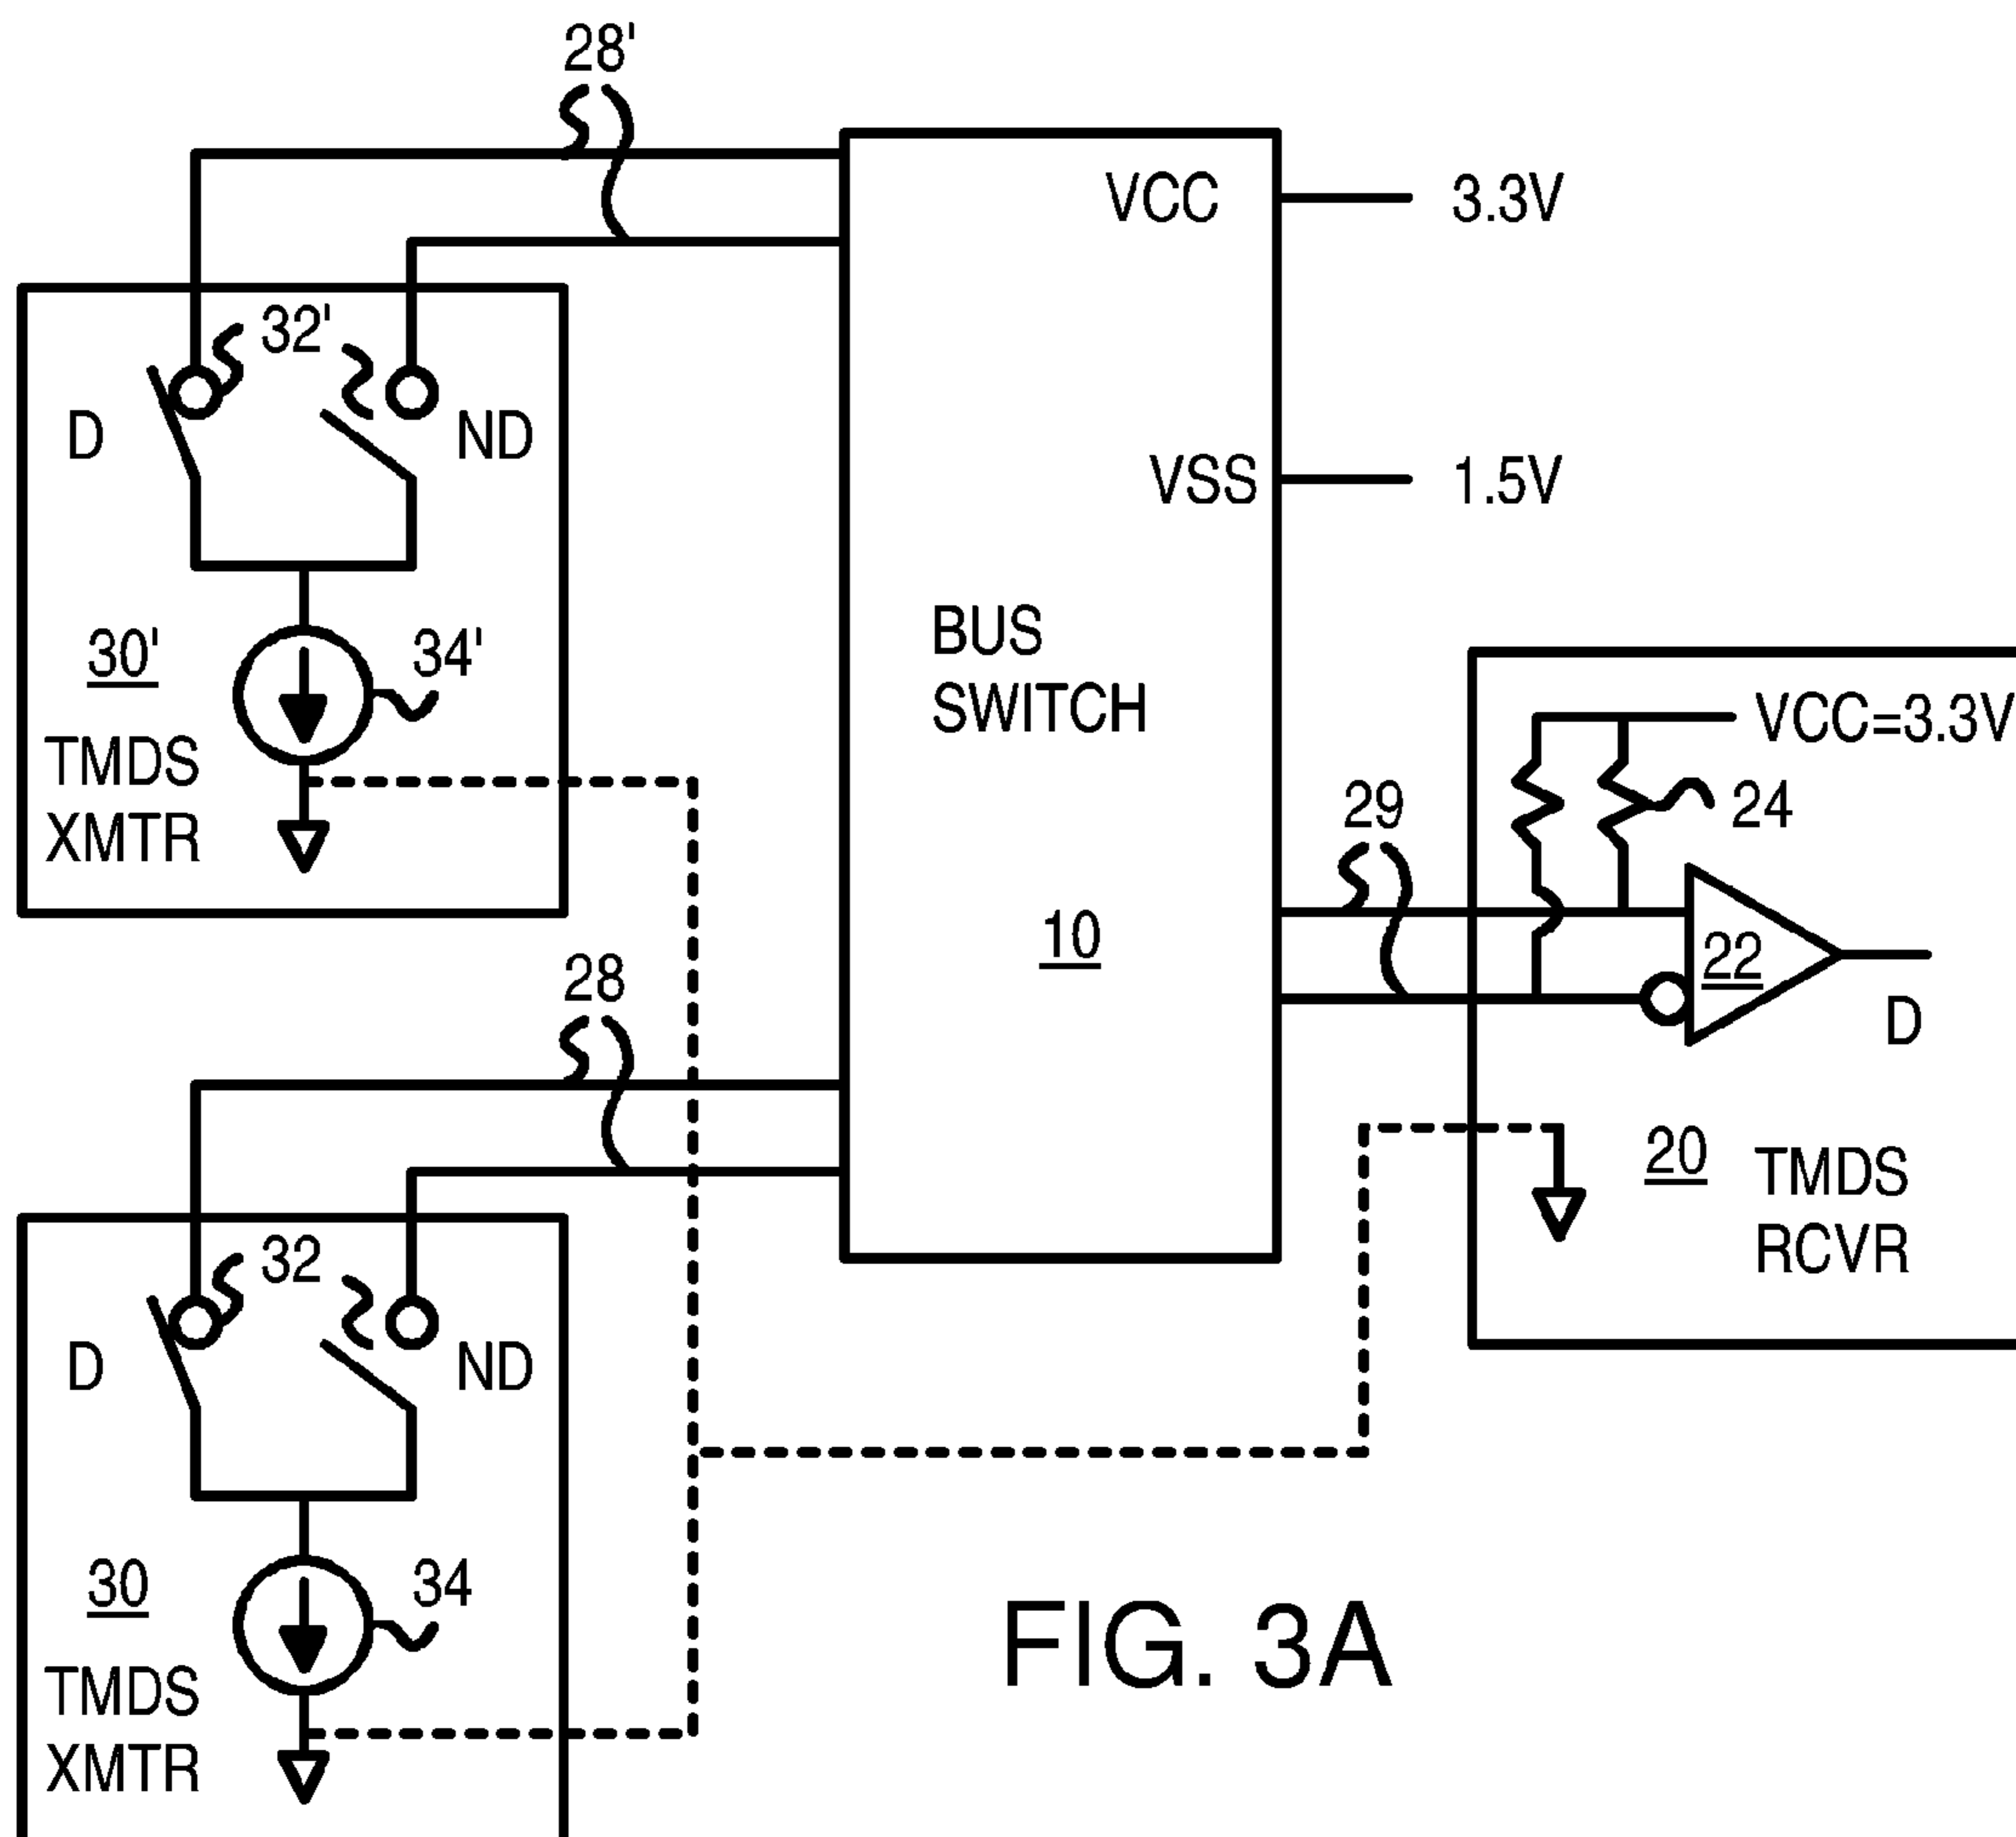 28'
VCC
3.3V
32'
D
ND
VSS
1.5V
BUS
SWITCH
30'
34'
TMDS
XMTR
VCC=3.3V
29
24
10
22
D
28
20
TMDS
RCVR
32
D
ND
30
34
TMDS
XMTR
FIG. 3A